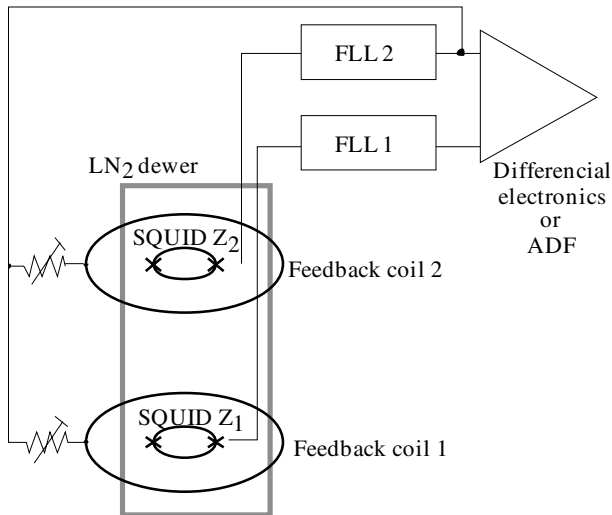 FLL 2
FLL 1
LN2 dewer
Differencial
electronics
or
ADF
SQUID Z2
Feedback coil 2
SQUID Z1
Feedback coil 1